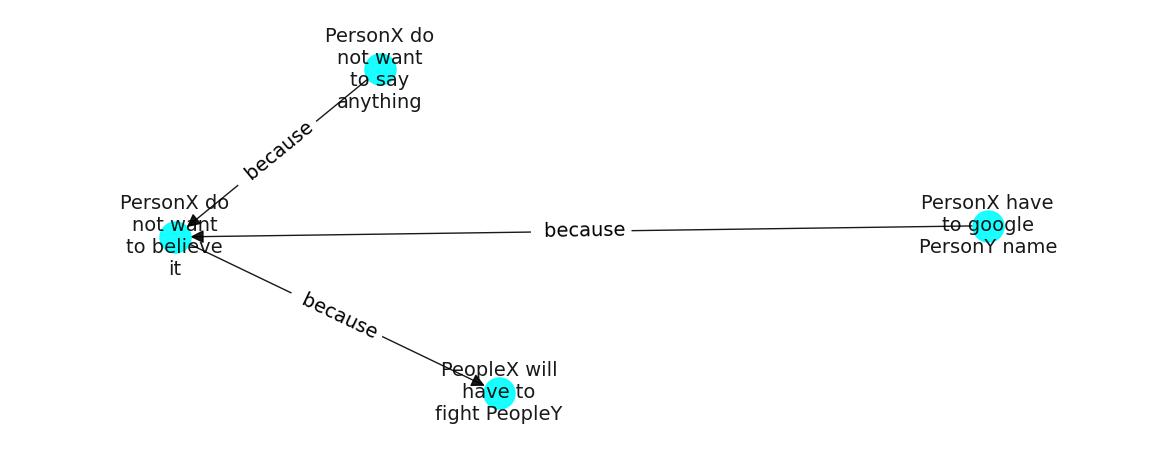 PersonX do
not want
to say
anything
because
PersonX do
not want
to believe
it
because
PersonX have
to google
PersonY name
because
PeopleX will
have to
fight PeopleY